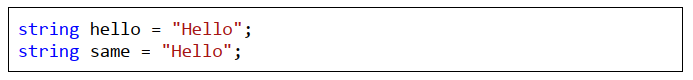 string hello = "Hello";
string same = "Hello";